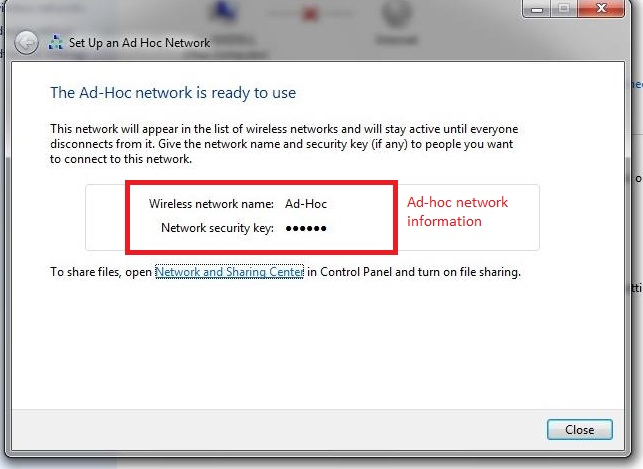 Set Up an Ad Hoc Network
The Ad-Hoc network is ready to use
This network will appear in the list of wireless networks and will stay active until everyone
disconnects from it. Give the network name and security key (if any) to people you want
to connect to this network.
Wireless network name: Ad-Hoc
Network security key: ●●●●●●
Ad-hoc network
information
To share files, open Network and Sharing Center in Control Panel and turn on file sharing.
Close